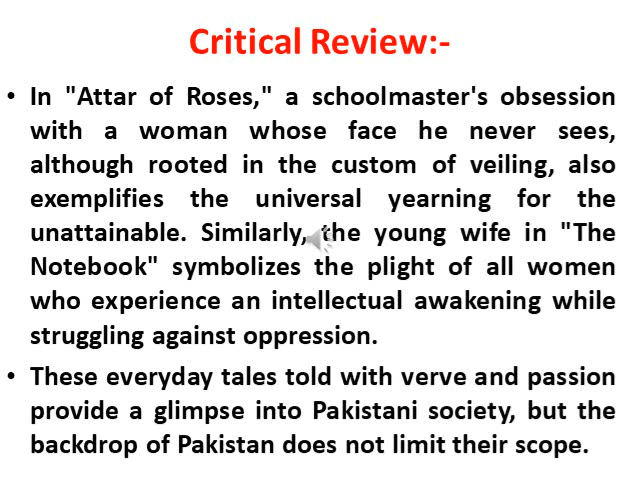 Critical Review:-
• In "Attar of Roses," a schoolmaster's obsession
with a woman whose face he never sees,
although rooted in the custom of veiling, also
exemplifies the universal yearning for the
unattainable. Similarly, the young wife in "The
Notebook" symbolizes the plight of all women
who experience an intellectual awakening while
struggling against oppression.
• These everyday tales told with verve and passion
provide a glimpse into Pakistani society, but the
backdrop of Pakistan does not limit their scope.